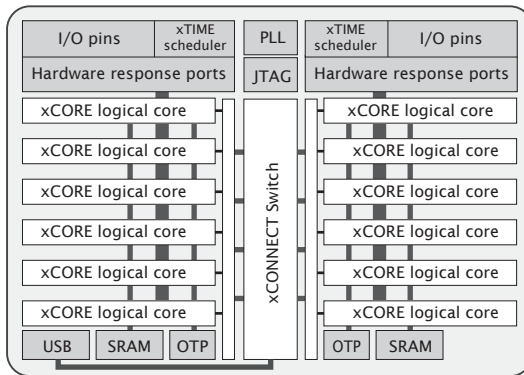 I/O pins
xTIME
scheduler
PLL
xTIME
scheduler
I/O pins
Hardware response ports
JTAG
Hardware response ports
xCORE logical core
xCORE logical core
xCORE logical core
xCORE logical core
xCORE logical core
xCORE logical core
xCONNECT Switch
xCORE logical core
xCORE logical core
xCORE logical core
xCORE logical core
xCORE logical core
xCORE logical core
USB
SRAM
OTP
OTP
SRAM